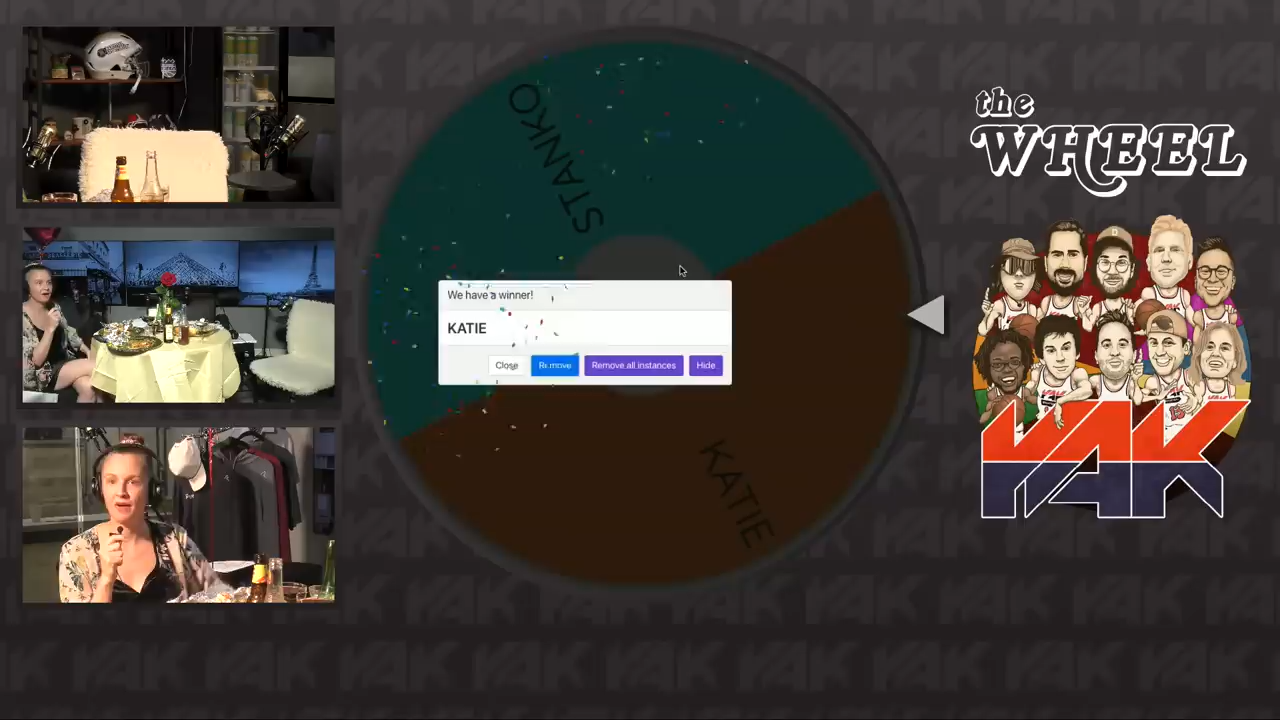 the
WHEEL
STANKO
We have a winner!
KATIE
Close
Remove
Remove all instances
Hide
KATIE
YAK